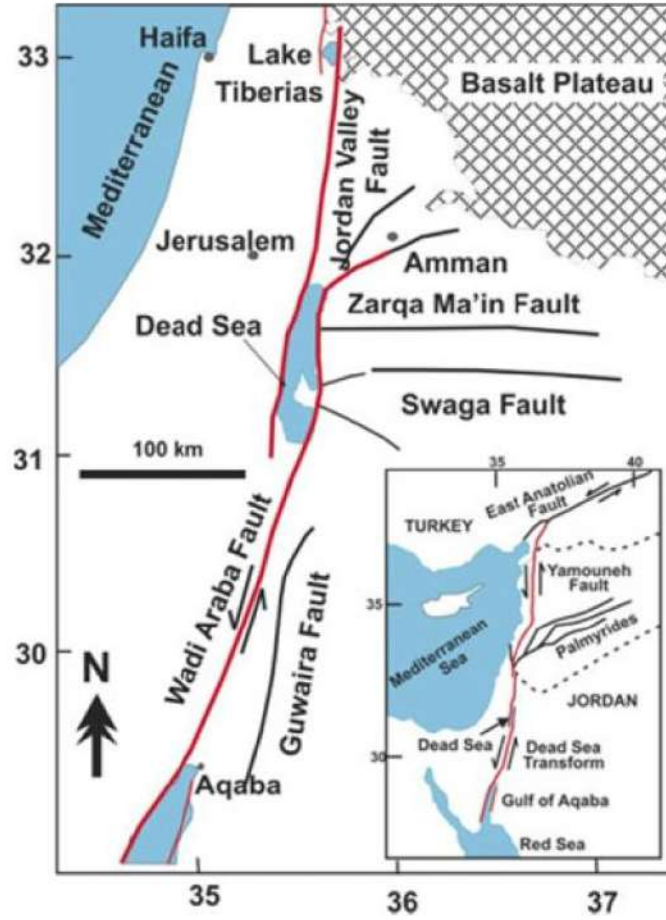 33
Haifa
Lake
Tiberias
Basalt Plateau
Mediterranean
Jordan Valley
Fault
32
Jerusalem
Amman
Zarqa Ma'in Fault
Dead Sea
Swaga Fault
31
100 km
Wadi Araba Fault
Guwaira Fault
30
N
Aqaba
35
36
37
35
40
East Anatolian
Fault
TURKEY
Yamouneh
Fault
35
Palmyrides
Mediterranean
Sea
JORDAN
Dead Sea
Dead Sea
Transform
30
Gulf of Aqaba
Red Sea